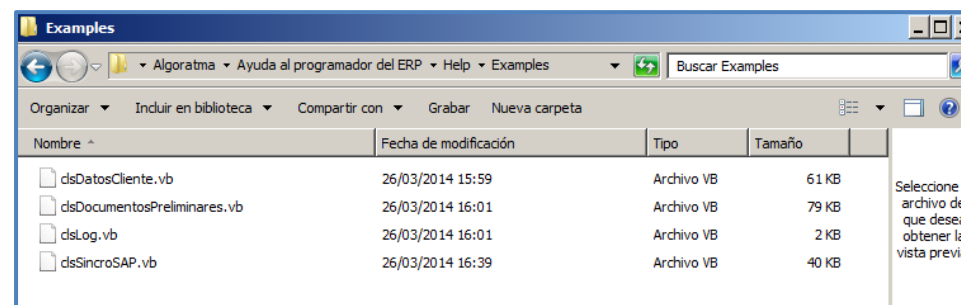 Examples
Algoratma Ayuda al programador del ERP Help Examples Buscar Examples
Organizar Incluir en biblioteca Compartir con Grabar Nueva carpeta
Nombre Fecha de modificación Tipo Tamaño
clsDatosCliente.vb 26/03/2014 15:59 Archivo VB 61 KB
clsDocumentosPreliminares.vb 26/03/2014 16:01 Archivo VB 79 KB
clsLog.vb 26/03/2014 16:01 Archivo VB 2 KB
clsSincroSAP.vb 26/03/2014 16:39 Archivo VB 40 KB
Seleccione
archivo de
que dese
obtener la
vista previ